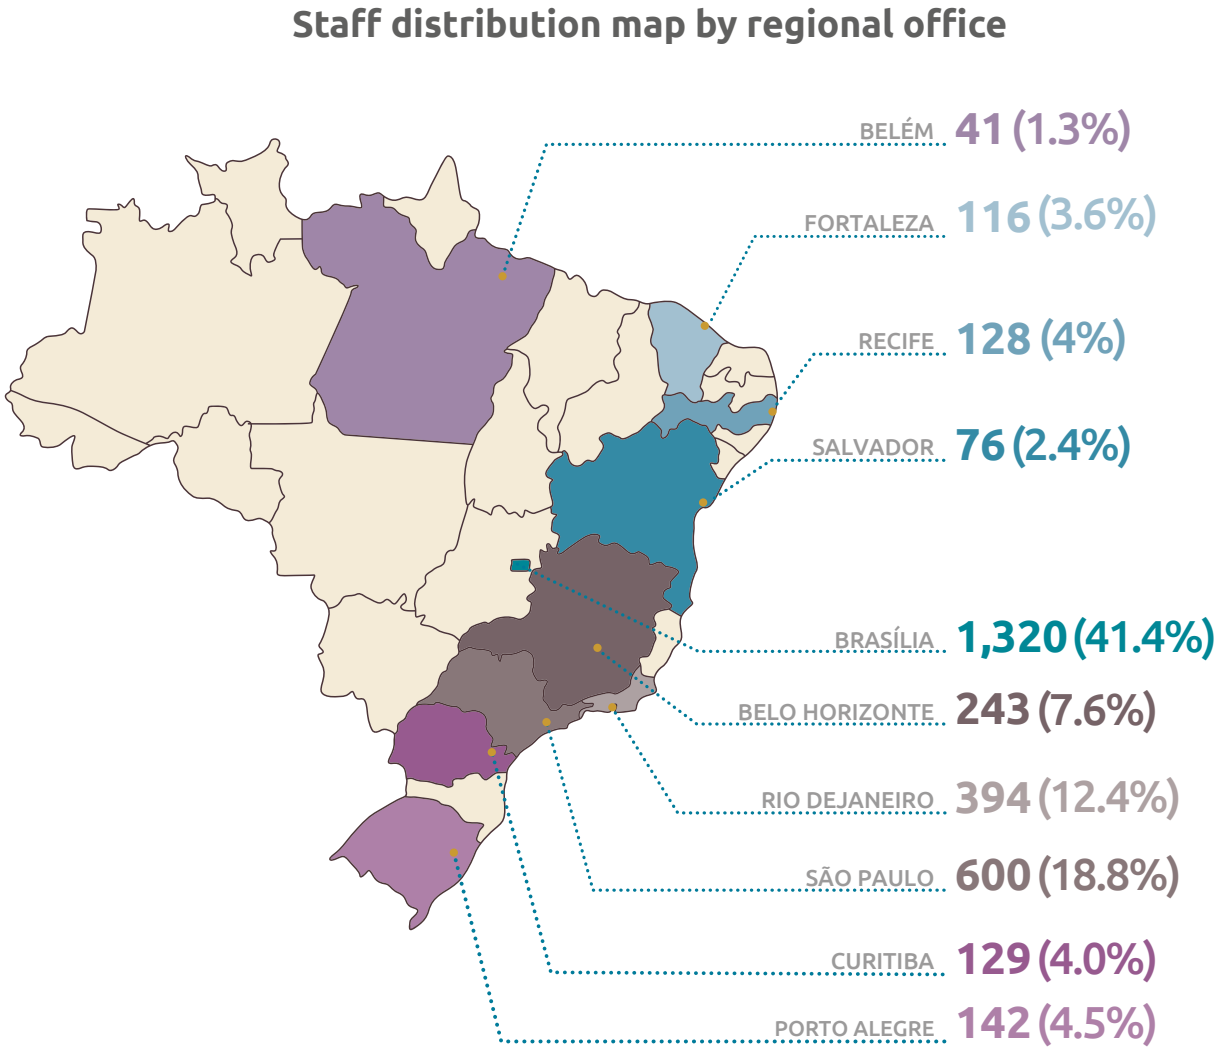 Staff distribution map by regional office
BELÉM 41 (1.3%)
FORTALEZA 116 (3.6%)
RECIFE 128 (4%)
SALVADOR 76 (2.4%)
BRASÍLIA 1,320 (41.4%)
BELO HORIZONTE 243 (7.6%)
RIO DEJANEIRO 394 (12.4%)
SÃO PAULO 600 (18.8%)
CURITIBA 129 (4.0%)
PORTO ALEGRE 142 (4.5%)